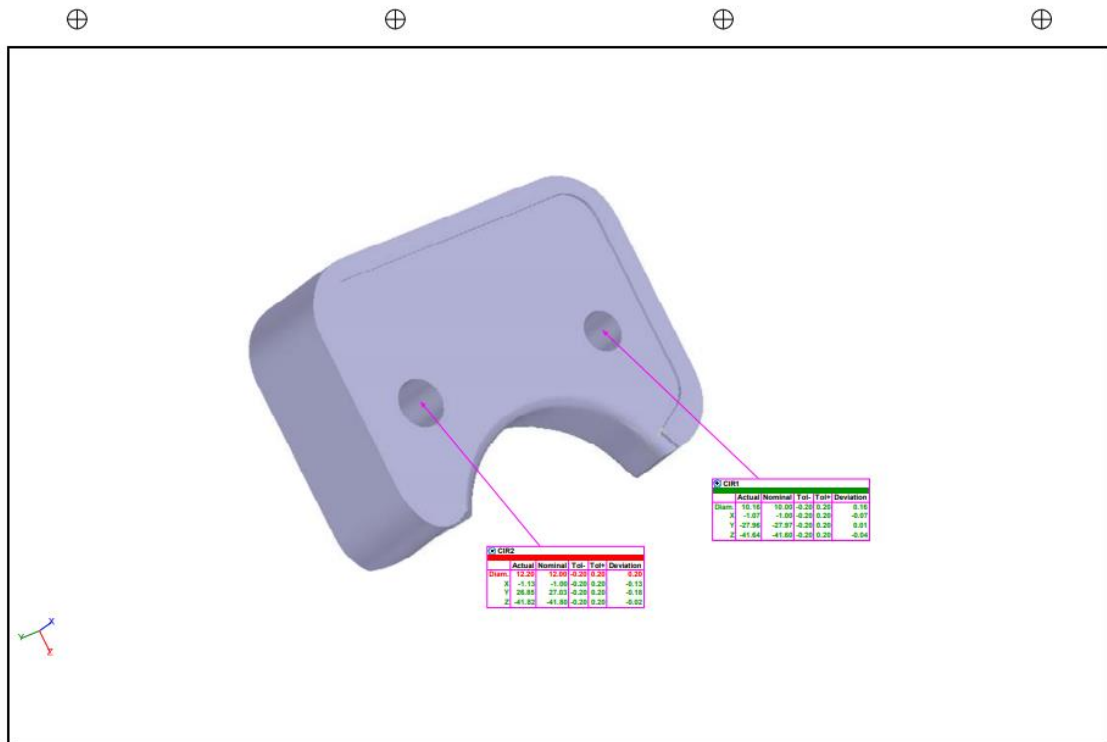 CIR1
Actual Nominal Tol- Tol+ Deviation
Diam. 10.16 10.00 -0.20 0.20 0.16
X -1.07 -1.00 -0.20 0.20 -0.07
Y -27.96 -27.97 -0.20 0.20 0.01
Z -41.64 -41.60 -0.20 0.20 -0.04
CIR2
Actual Nominal Tol- Tol+ Deviation
Diam. 12.20 12.00 -0.20 0.20 0.20
X -1.13 -1.00 -0.20 0.20 -0.13
Y 26.85 27.03 -0.20 0.20 -0.18
Z -41.82 -41.80 -0.20 0.20 -0.02
X
Y
Z